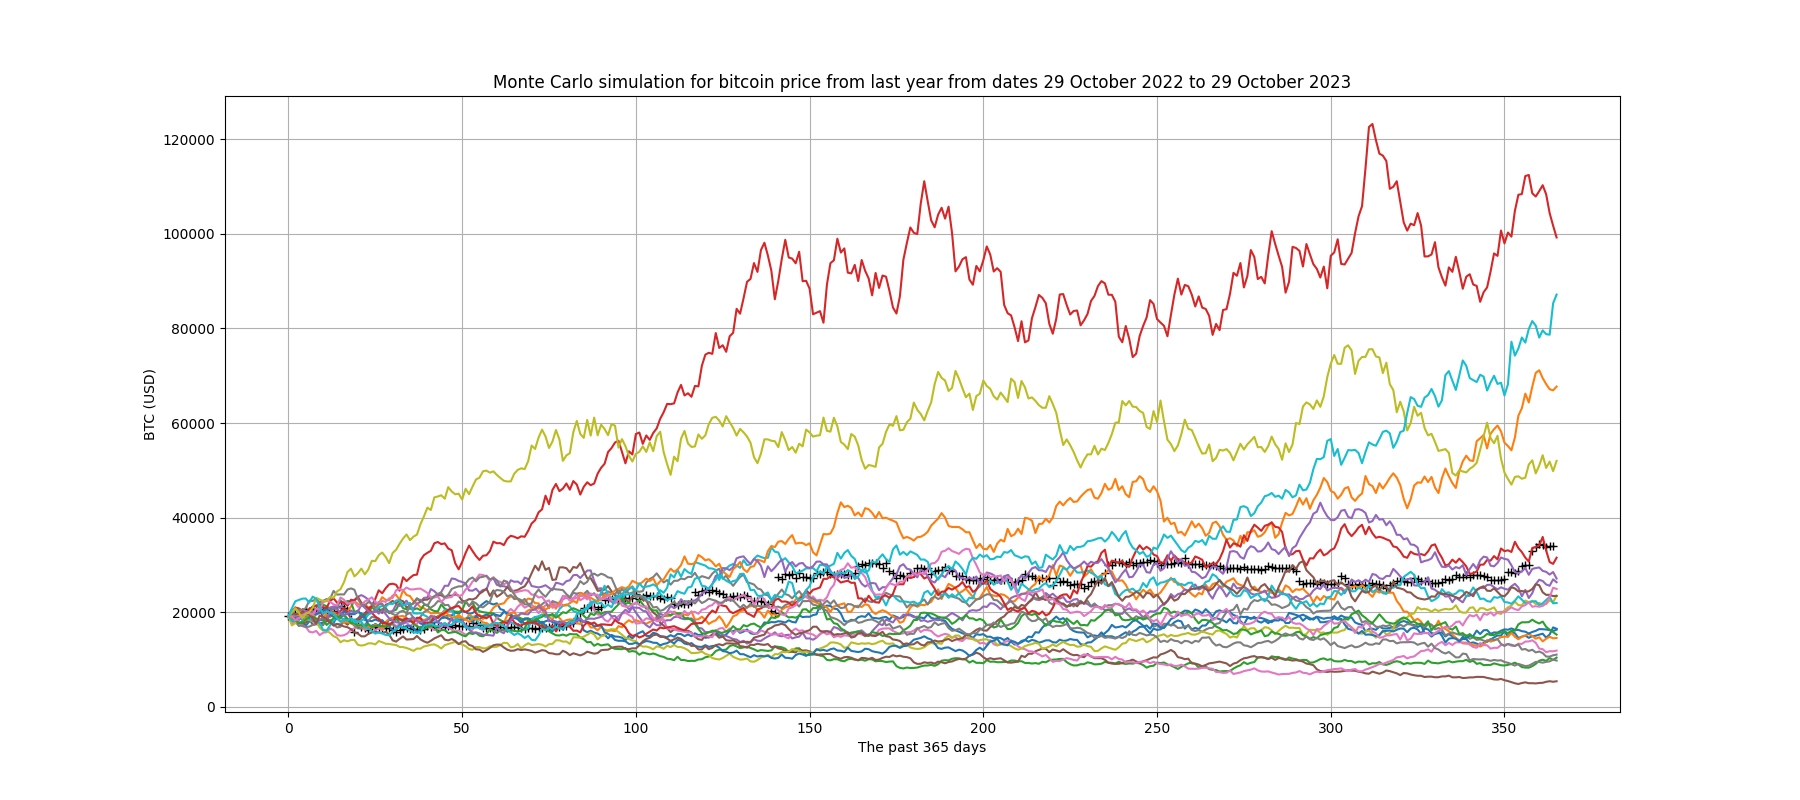 Monte Carlo simulation for bitcoin price from last year from dates 29 October 2022 to 29 October 2023
120000
100000
80000
60000
40000
20000
0
BTC (USD)
0 50 100 150 200 250 300 350
The past 365 days